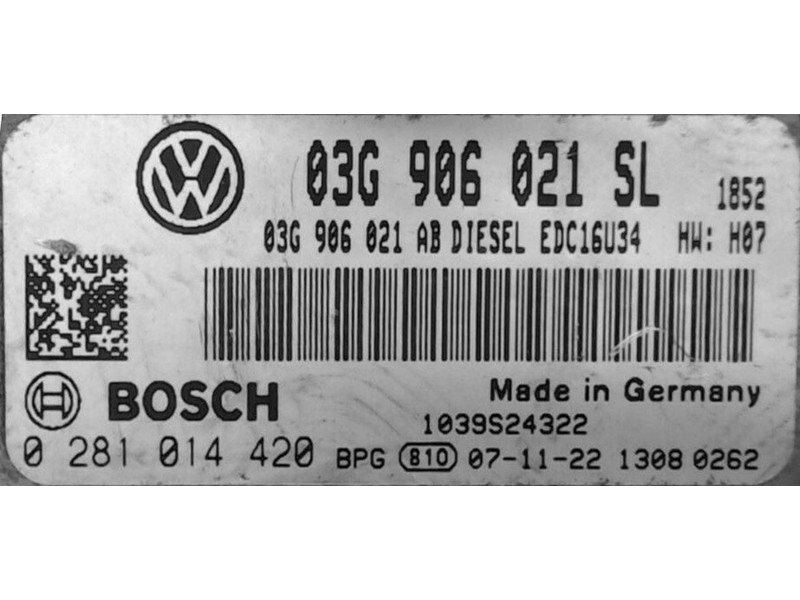 03G 906 021 SL 1852
03G 906 021 AB DIESEL EDC16U34 HW: H07
BOSCH Made in Germany
1039S24322
0 281 014 420 BPG 810 07-11-22 1308 0262